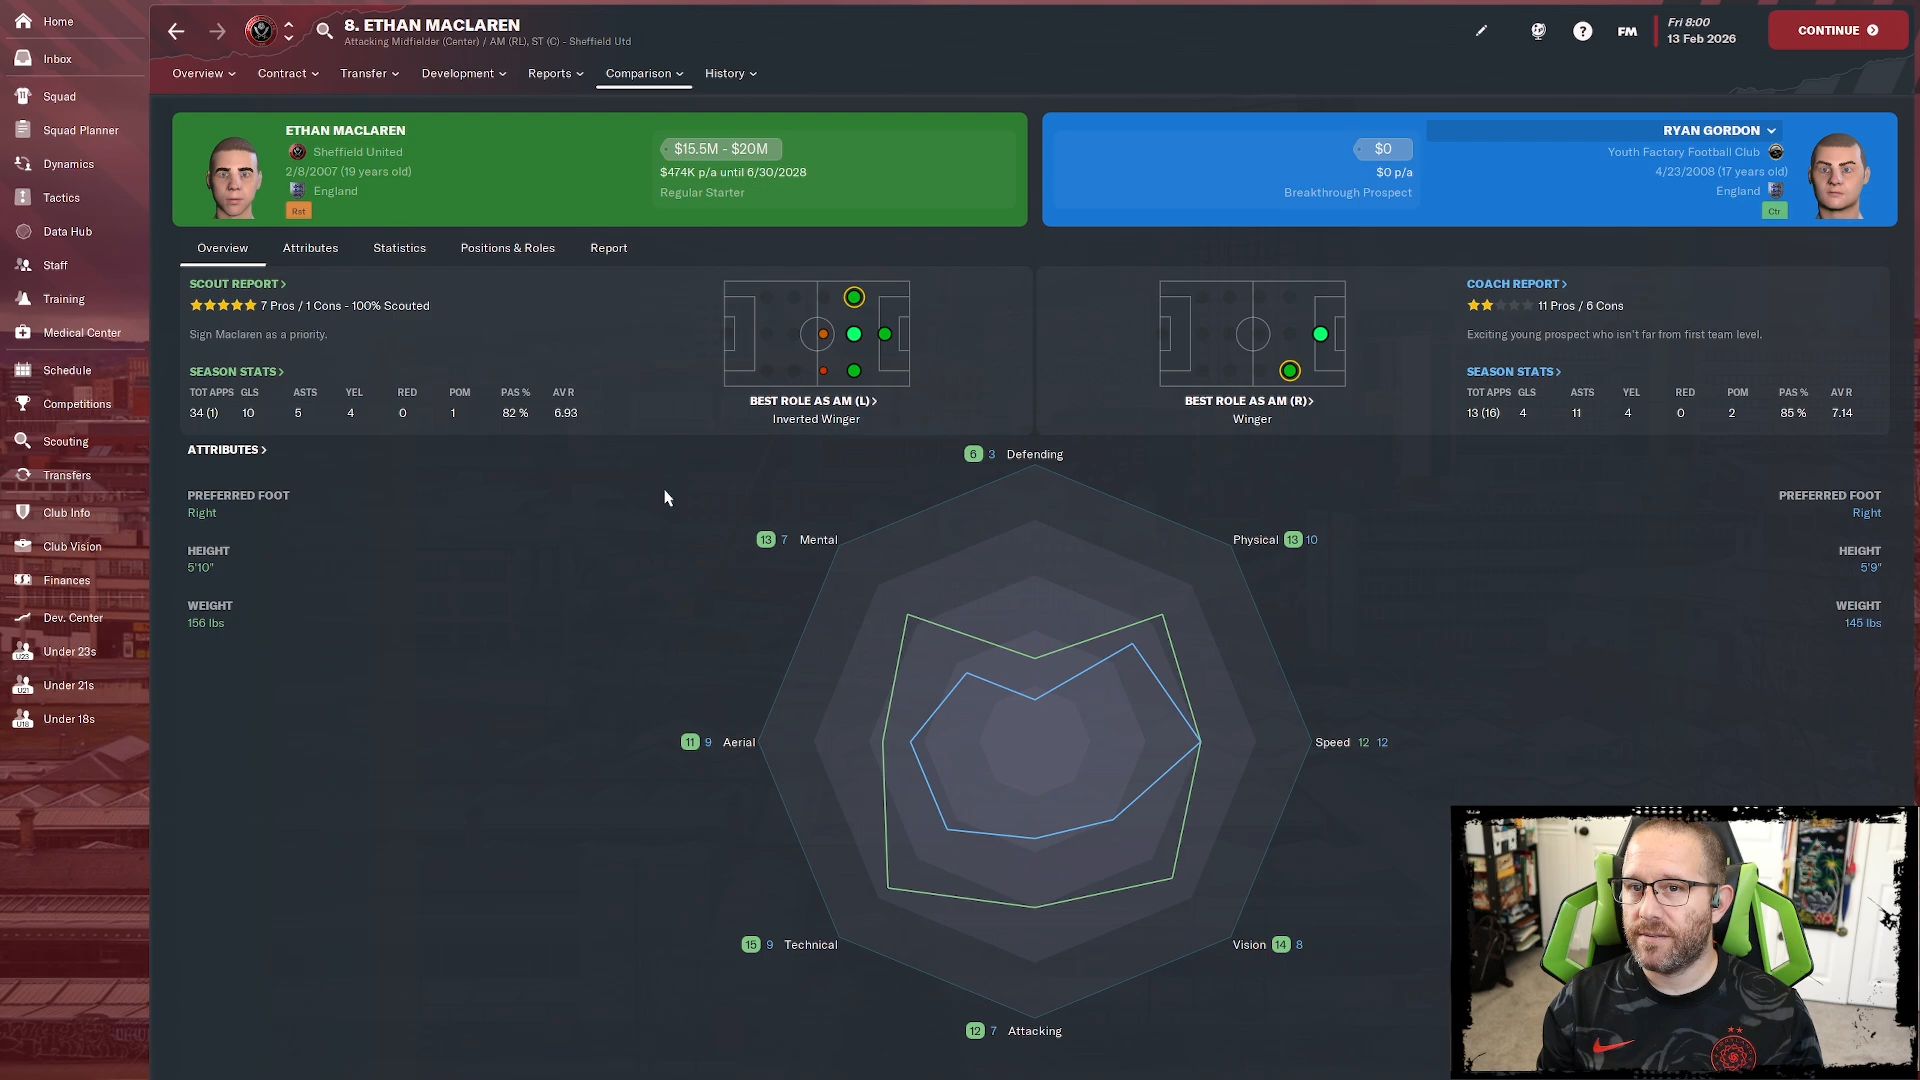 Home
Inbox
Squad
Squad Planner
Dynamics
Tactics
Data Hub
Staff
Training
Medical Center
Schedule
Competitions
Scouting
Transfers
Club Info
Club Vision
Finances
Dev. Center
U23 Under 23s
U21 Under 21s
U18 Under 18s
8. ETHAN MACLAREN
Attacking Midfielder (Center) / AM (RL), ST (C) - Sheffield Utd
? FM
Fri 8:00
13 Feb 2026
CONTINUE
Overview Contract Transfer Development Reports Comparison History
ETHAN MACLAREN
Sheffield United
2/8/2007 (19 years old)
England
Rst
$15.5M - $20M
$474K p/a until 6/30/2028
Regular Starter
RYAN GORDON
$0
Youth Factory Football Club
$0 p/a
4/23/2008 (17 years old)
Breakthrough Prospect
England
Ctr
Overview Attributes Statistics Positions & Roles Report
SCOUT REPORT >
7 Pros / 1 Cons - 100% Scouted
Sign Maclaren as a priority.
SEASON STATS >
TOT APPS GLS ASTS YEL RED POM PAS % AV R
34 (1) 10 5 4 0 1 82 % 6.93
BEST ROLE AS AM (L) >
Inverted Winger
BEST ROLE AS AM (R) >
Winger
COACH REPORT >
11 Pros / 6 Cons
Exciting young prospect who isn't far from first team level.
SEASON STATS >
TOT APPS GLS ASTS YEL RED POM PAS % AV R
13 (16) 4 11 4 0 2 85 % 7.14
ATTRIBUTES >
PREFERRED FOOT
Right
HEIGHT
5'10"
WEIGHT
156 lbs
6 3 Defending
13 7 Mental
Physical 13 10
11 9 Aerial
Speed 12 12
15 9 Technical
Vision 14 8
12 7 Attacking
PREFERRED FOOT
Right
HEIGHT
5'9"
WEIGHT
145 lbs